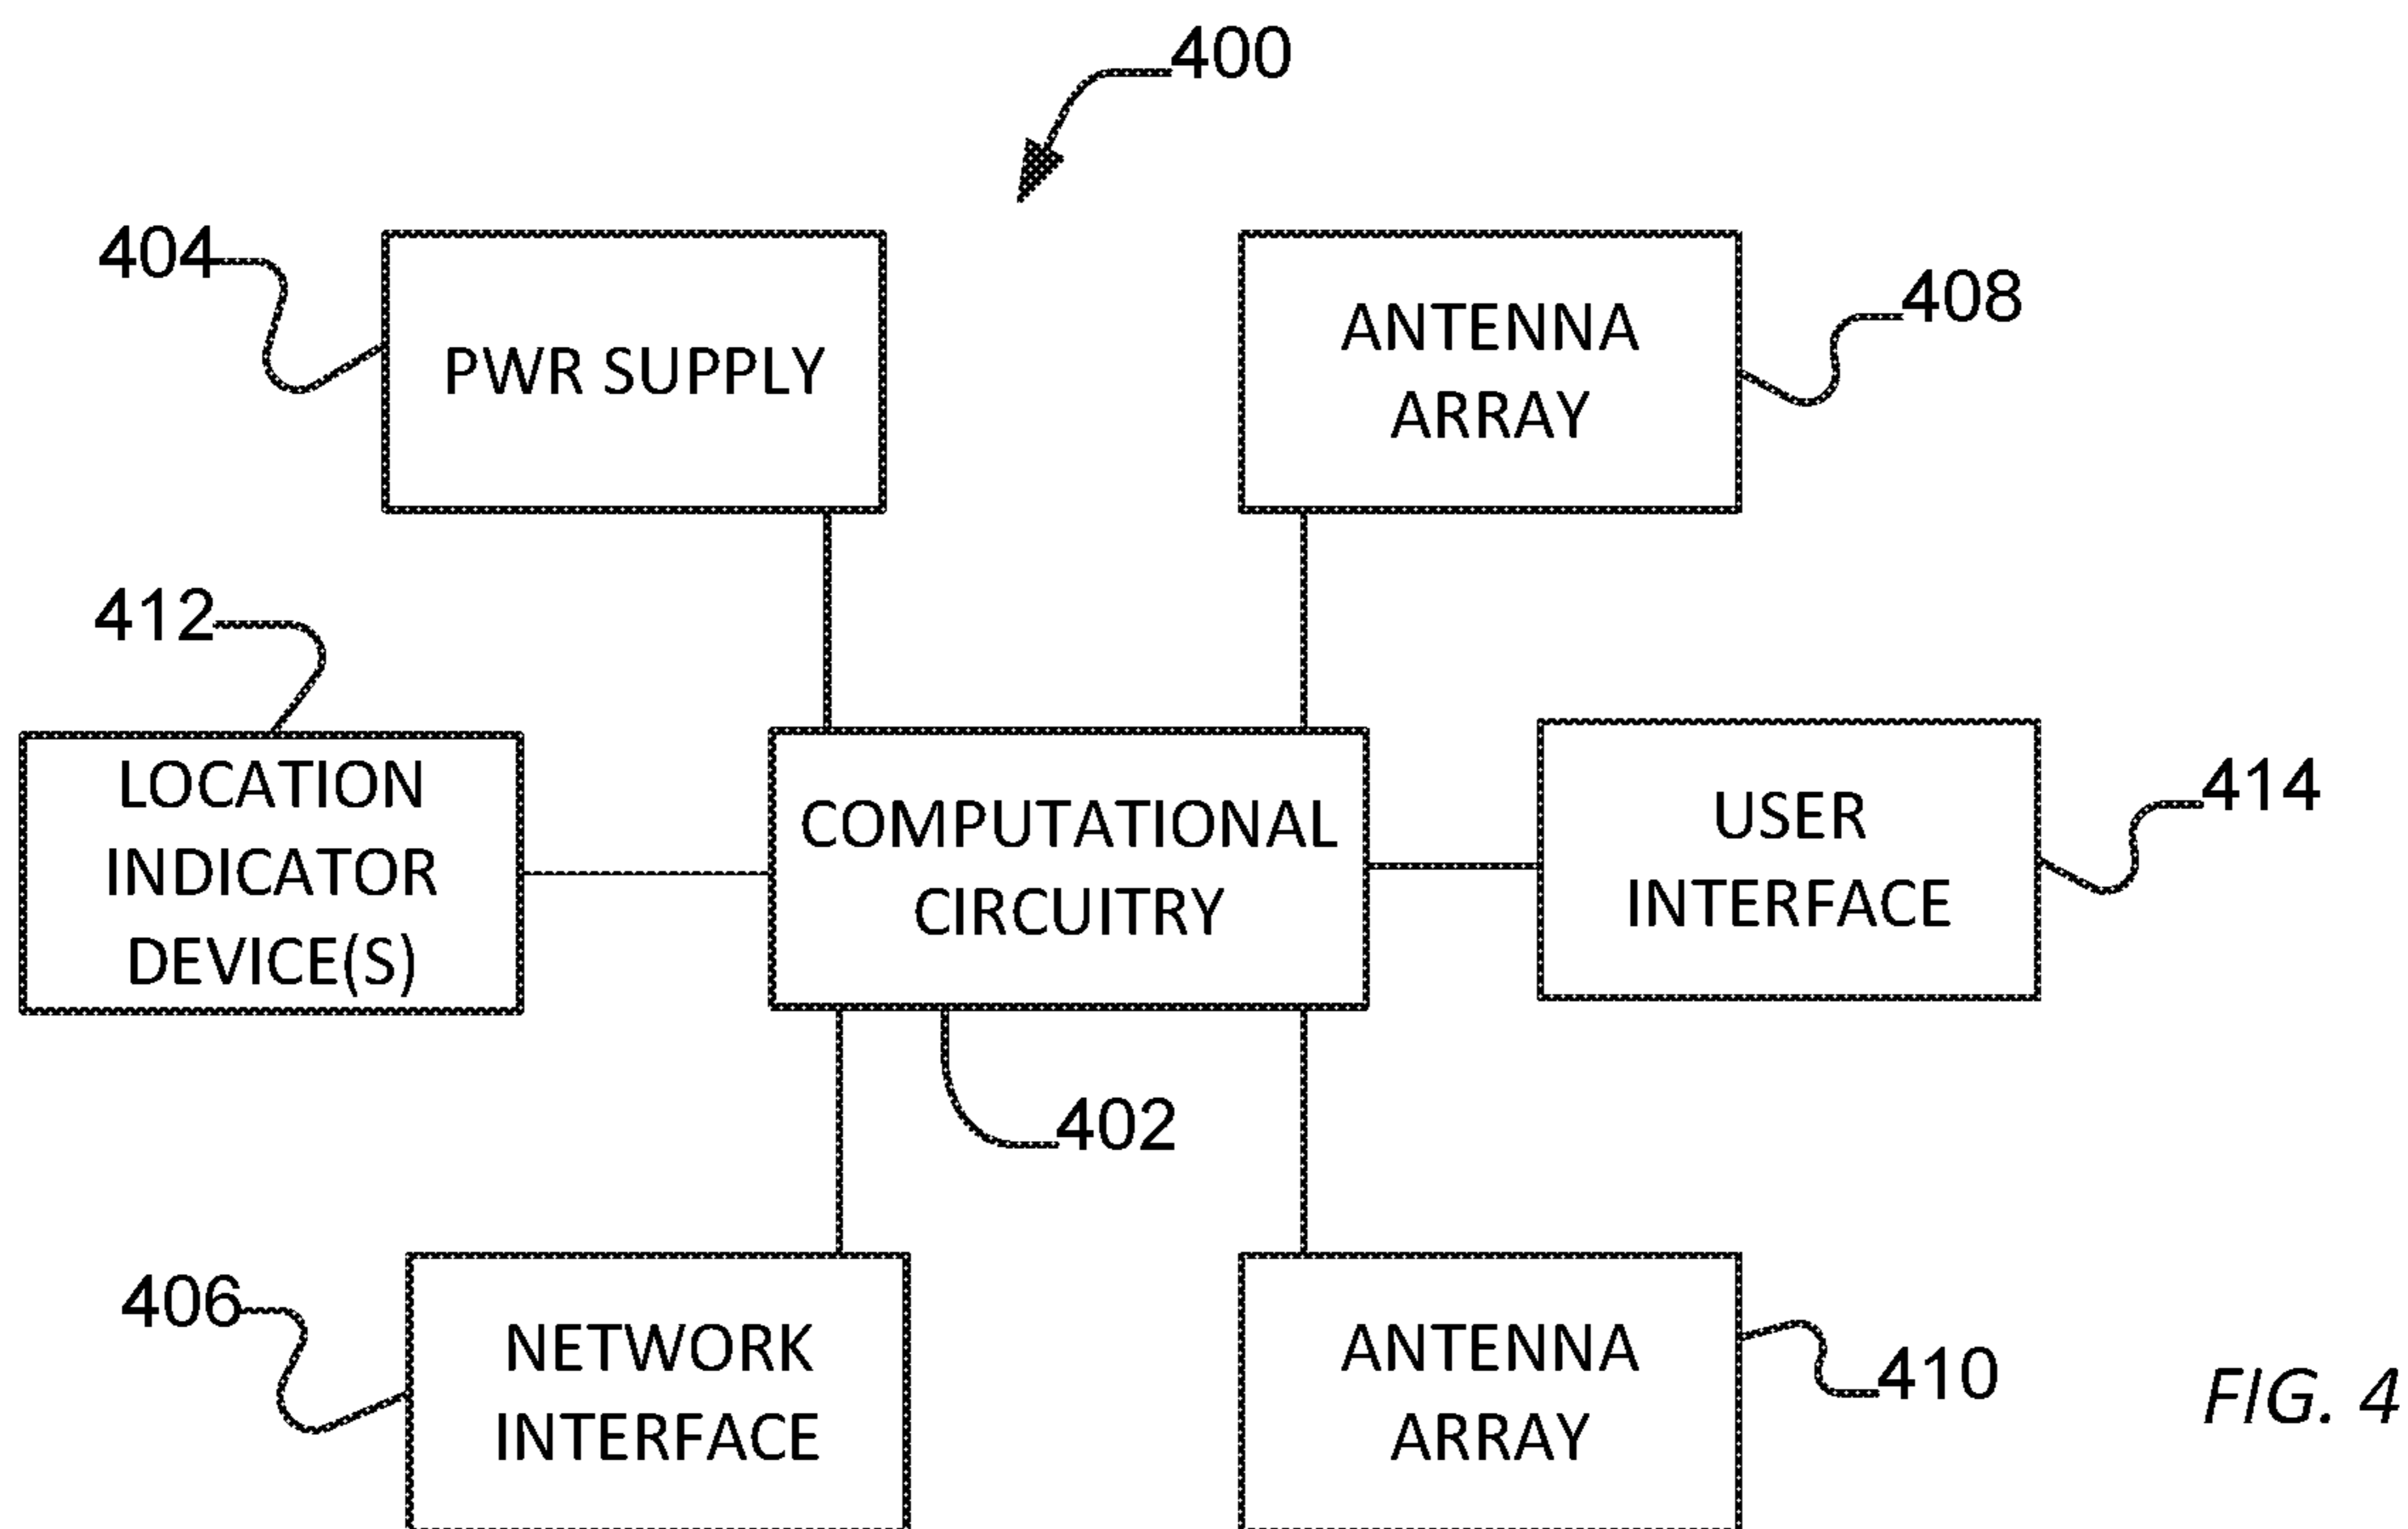 400
404
PWR SUPPLY
ANTENNA
ARRAY
408
412
LOCATION
INDICATOR
DEVICE(S)
COMPUTATIONAL
CIRCUITRY
USER
INTERFACE
414
402
406
NETWORK
INTERFACE
ANTENNA
ARRAY
410
FIG. 4